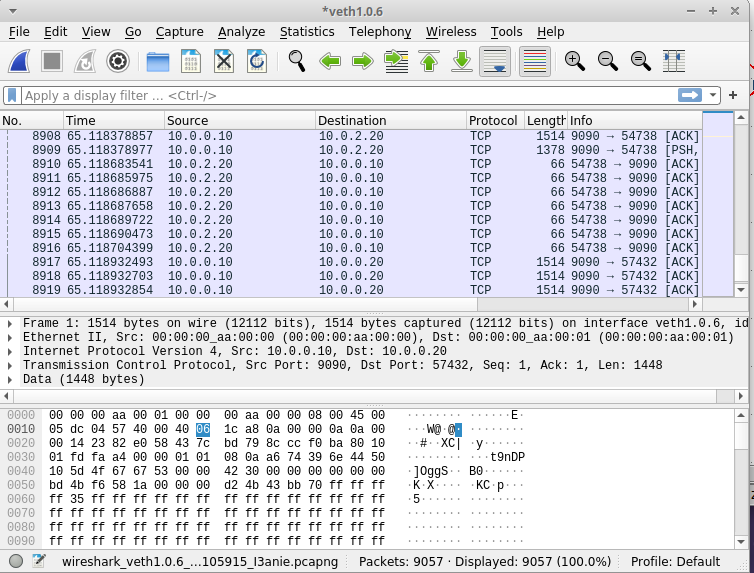 *veth1.0.6
File Edit View Go Capture Analyze Statistics Telephony Wireless Tools Help
Apply a display filter ... <Ctrl-/>
No. Time Source Destination Protocol Length Info
8908 65.118378857 10.0.0.10 10.0.2.20 TCP 1514 9090 → 54738 [ACK]
8909 65.118378977 10.0.0.10 10.0.2.20 TCP 1378 9090 → 54738 [PSH,
8910 65.118683541 10.0.2.20 10.0.0.10 TCP 66 54738 → 9090 [ACK]
8911 65.118685975 10.0.2.20 10.0.0.10 TCP 66 54738 → 9090 [ACK]
8912 65.118686887 10.0.2.20 10.0.0.10 TCP 66 54738 → 9090 [ACK]
8913 65.118687658 10.0.2.20 10.0.0.10 TCP 66 54738 → 9090 [ACK]
8914 65.118689722 10.0.2.20 10.0.0.10 TCP 66 54738 → 9090 [ACK]
8915 65.118690473 10.0.2.20 10.0.0.10 TCP 66 54738 → 9090 [ACK]
8916 65.118704399 10.0.2.20 10.0.0.10 TCP 66 54738 → 9090 [ACK]
8917 65.118932493 10.0.0.10 10.0.0.20 TCP 1514 9090 → 57432 [ACK]
8918 65.118932703 10.0.0.10 10.0.0.20 TCP 1514 9090 → 57432 [ACK]
8919 65.118932854 10.0.0.10 10.0.0.20 TCP 1514 9090 → 57432 [ACK]
Frame 1: 1514 bytes on wire (12112 bits), 1514 bytes captured (12112 bits) on interface veth1.0.6, id
Ethernet II, Src: 00:00:00_aa:00:00 (00:00:00:aa:00:00), Dst: 00:00:00_aa:00:01 (00:00:00:aa:00:01)
Internet Protocol Version 4, Src: 10.0.0.10, Dst: 10.0.0.20
Transmission Control Protocol, Src Port: 9090, Dst Port: 57432, Seq: 1, Ack: 1, Len: 1448
Data (1448 bytes)
0000 00 00 00 aa 00 01 00 00 00 aa 00 00 08 00 45 00 ········ ······E·
0010 05 dc 04 57 40 00 40 06 1c a8 0a 00 00 0a 0a 00 ···W@·@· ········
0020 00 14 23 82 e0 58 43 7c bd 79 8c cc f0 ba 80 10 ··#··XC| ·y······
0030 01 fd fa a4 00 00 01 01 08 0a a6 74 39 6e 44 50 ········ ···t9nDP
0040 10 5d 4f 67 67 53 00 00 42 30 00 00 00 00 00 00 ·]OggS·· B0······
0050 bd 4b f6 58 1a 00 00 00 d2 4b 43 bb 70 ff ff ff ·K·X···· ·KC·p···
0060 ff 35 ff ff ff ff ff ff ff ff ff ff ff ff ff ff ·5······ ········
0070 ff ff ff ff ff ff ff ff ff ff ff ff ff ff ff ff ········ ········
0080 ff ff ff ff ff ff ff ff ff ff ff ff ff ff ff ff ········ ········
0090 ff ff ff ff ff ff ff ff ff ff ff ff ff ff ff ff ········ ········
wireshark_veth1.0.6_...105915_I3anie.pcapng Packets: 9057 · Displayed: 9057 (100.0%) Profile: Default